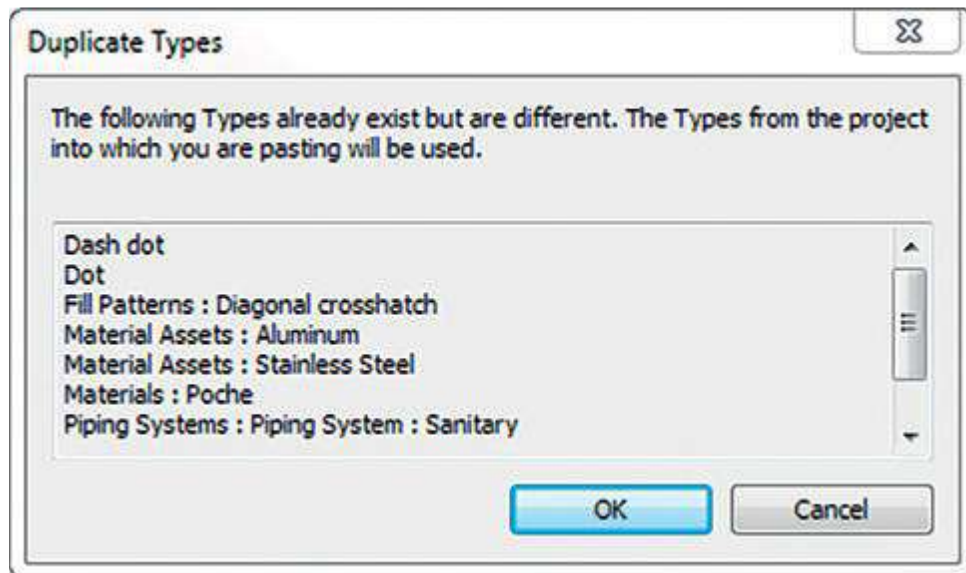 Duplicate Types
The following Types already exist but are different. The Types from the project
into which you are pasting will be used.
Dash dot
Dot
Fill Patterns : Diagonal crosshatch
Material Assets : Aluminum
Material Assets : Stainless Steel
Materials : Poche
Piping Systems : Piping System : Sanitary
OK
Cancel